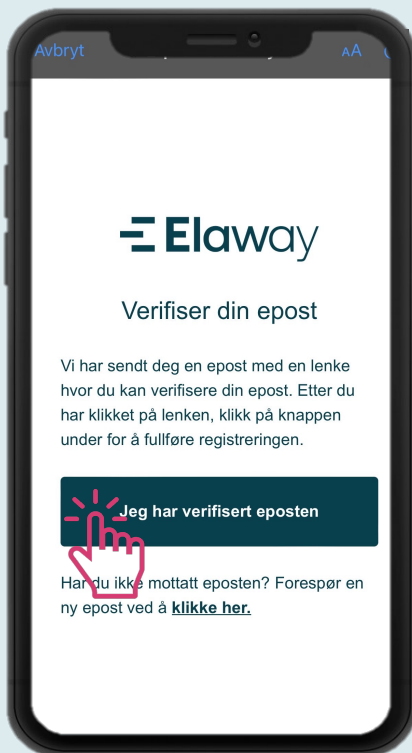 Avbryt
AA
Elaway
Verifiser din epost
Vi har sendt deg en epost med en lenke
hvor du kan verifisere din epost. Etter du
har klikket på lenken, klikk på knappen
under for å fullføre registreringen.
Jeg har verifisert eposten
Har du ikke mottatt eposten? Forespør en
ny epost ved å klikke her.